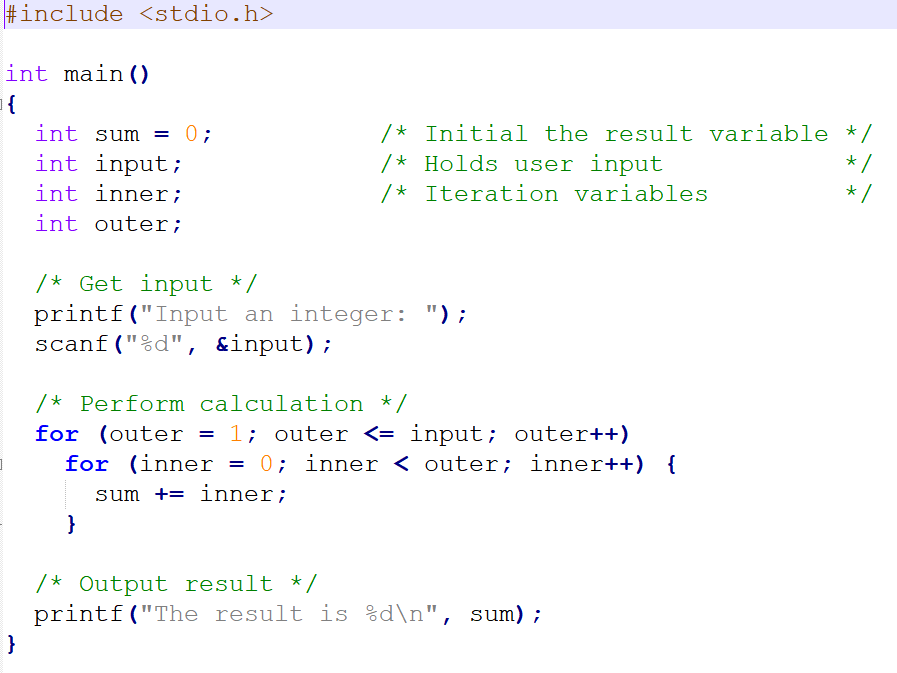 #include <stdio.h>
int main()
{
int sum = 0; /* Initial the result variable */
int input; /* Holds user input */
int inner; /* Iteration variables */
int outer;
/* Get input */
printf("Input an integer: ");
scanf("%d", &input);
/* Perform calculation */
for (outer = 1; outer <= input; outer++)
for (inner = 0; inner < outer; inner++) {
sum += inner;
}
/* Output result */
printf("The result is %d\n", sum);
}